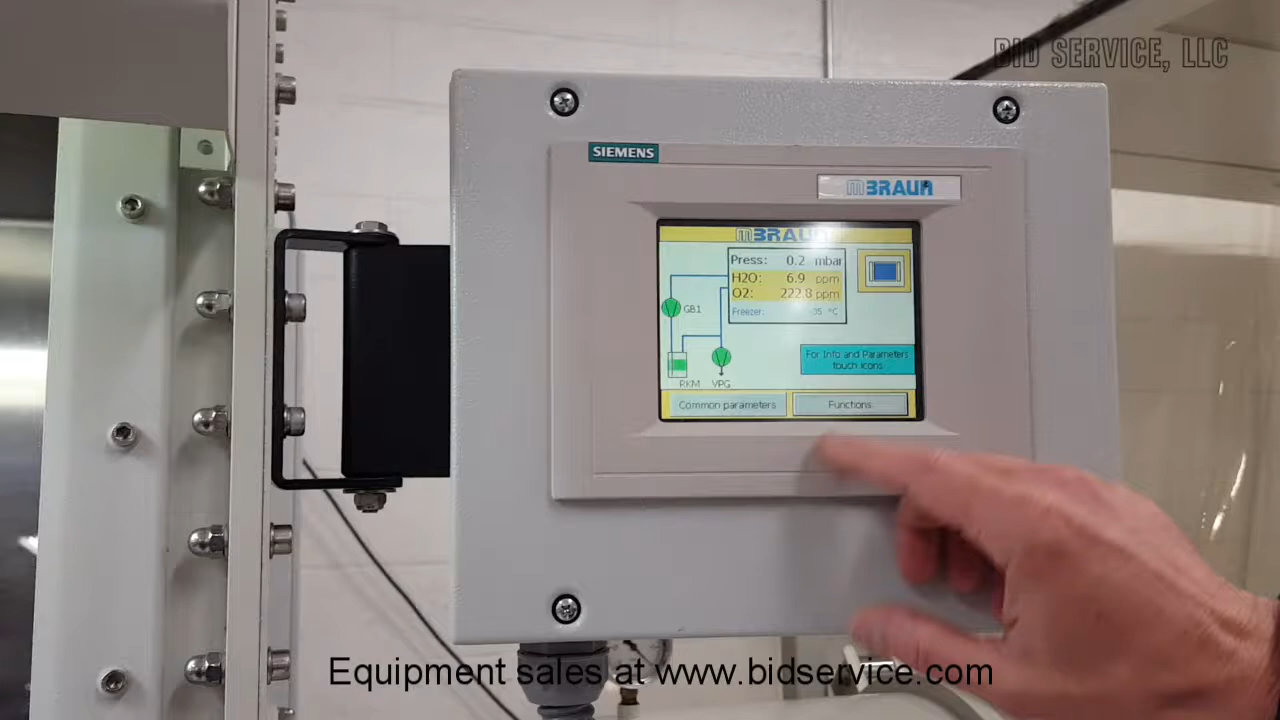 BID SERVICE, LLC
SIEMENS
mBRAUN
mBRAUN
Press: 0.2 mbar
H2O: 6.9 ppm
O2: 222.8 ppm
Freezer: -35 °C
GB1
For Info and Parameters
touch icons
RKM VPG
Common parameters Functions
Equipment sales at www.bidservice.com